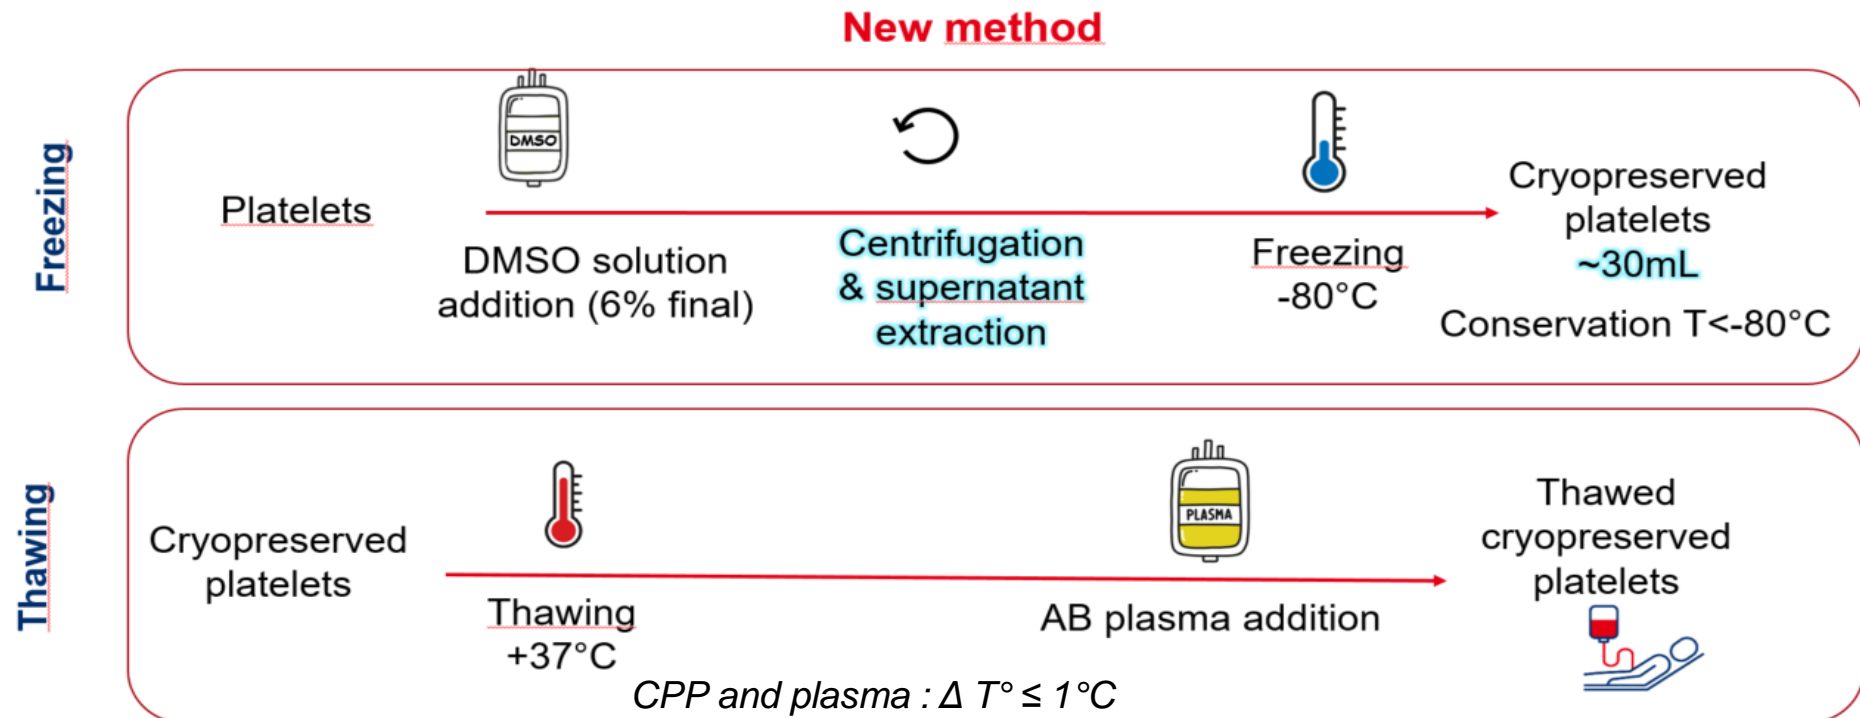 New method
Freezing
Platelets
DMSO
DMSO solution
addition (6% final)
Centrifugation
& supernatant
extraction
Freezing
-80°C
Cryopreserved
platelets
~30mL
Conservation T<-80°C
Thawing
Cryopreserved
platelets
Thawing
+37°C
PLASMA
AB plasma addition
Thawed
cryopreserved
platelets
CPP and plasma : Δ T° ≤ 1°C